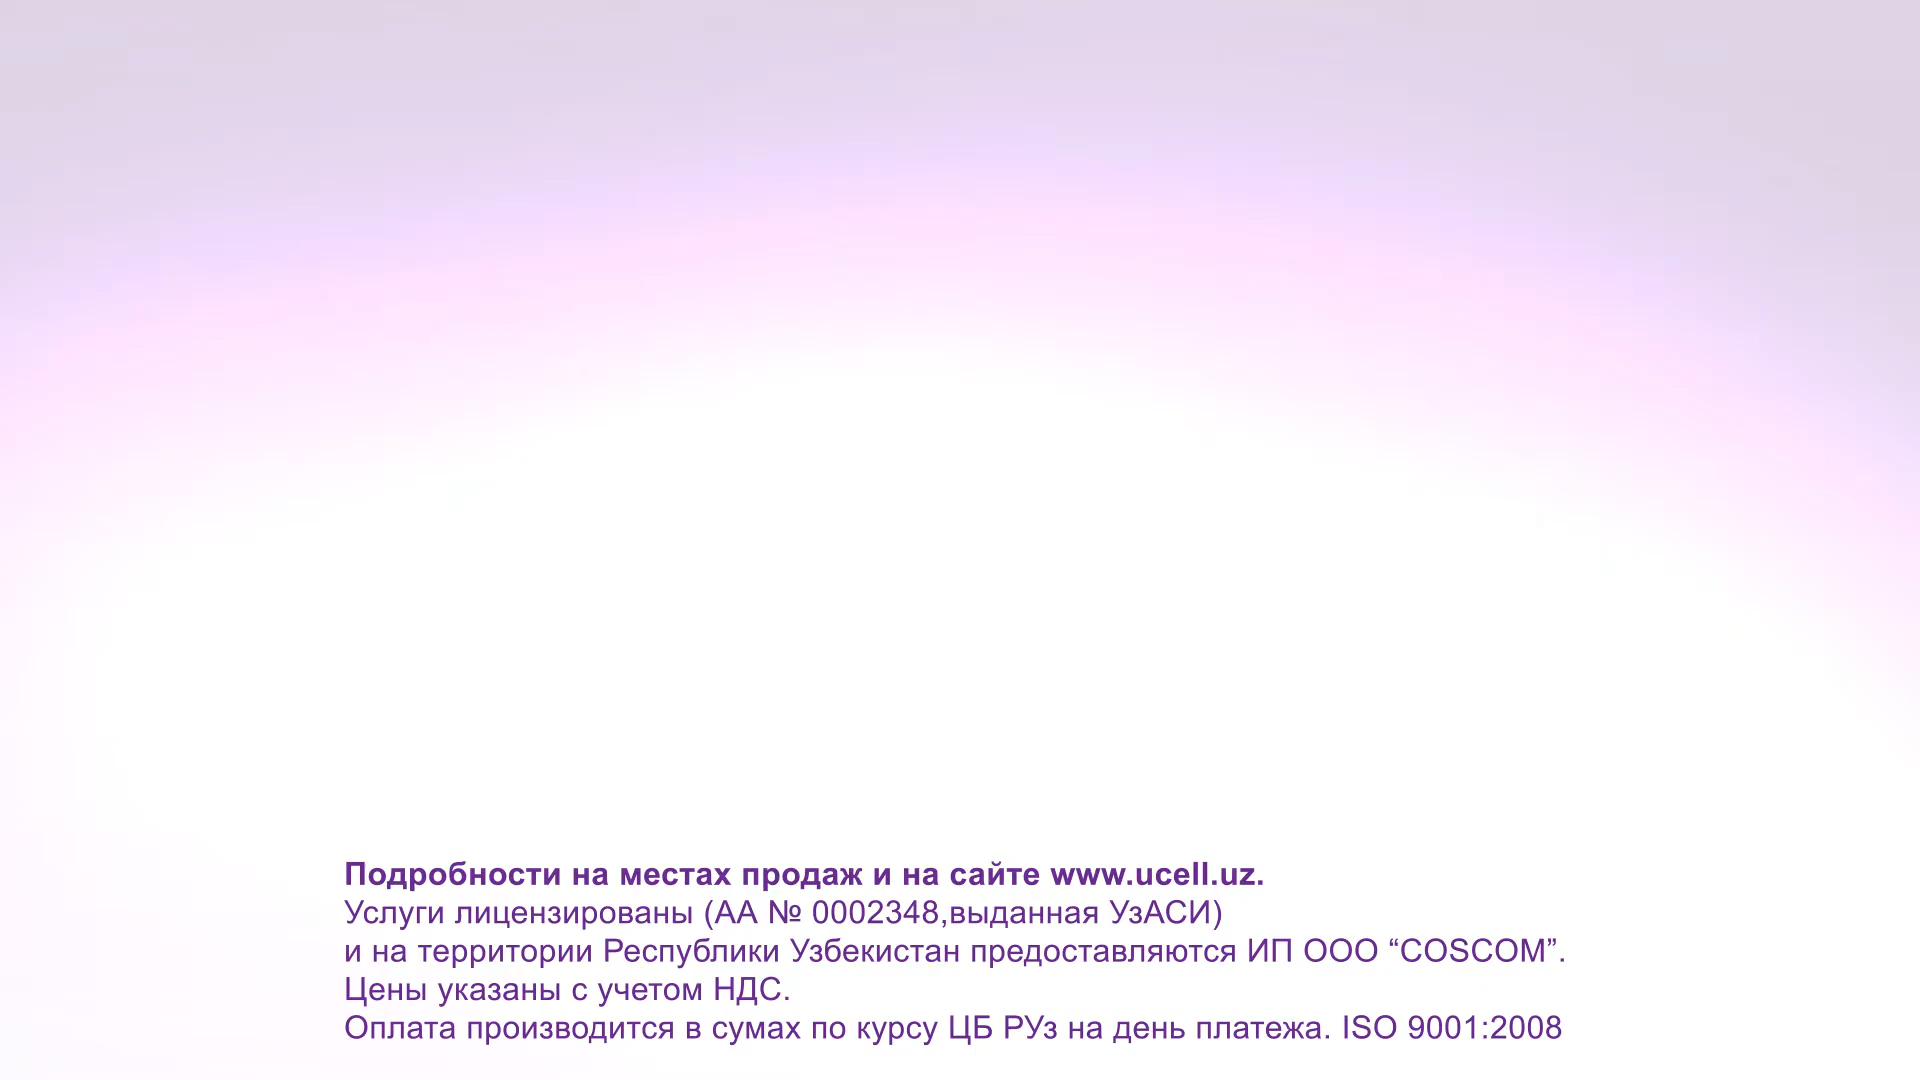 Подробности на местах продаж и на сайте www.ucell.uz.
Услуги лицензированы (АА № 0002348,выданная УзАСИ)
и на территории Республики Узбекистан предоставляются ИП ООО “COSCOM”.
Цены указаны с учетом НДС.
Оплата производится в сумах по курсу ЦБ РУз на день платежа. ISO 9001:2008